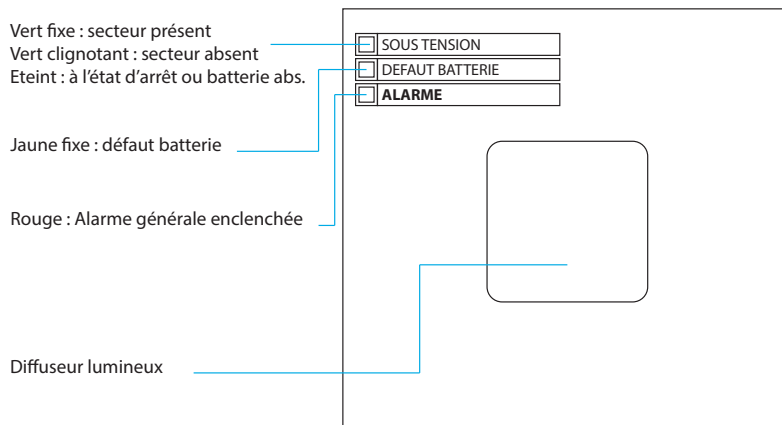 Vert fixe : secteur présent
Vert clignotant : secteur absent
Eteint : à l'état d'arrêt ou batterie abs.
SOUS TENSION
DEFAUT BATTERIE
ALARME
Jaune fixe : défaut batterie
Rouge : Alarme générale enclenchée
Diffuseur lumineux